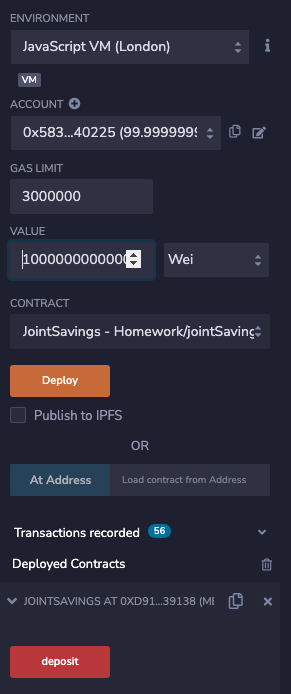 ENVIRONMENT
JavaScript VM (London)
VM
ACCOUNT
0x583...40225 (99.9999999
GAS LIMIT
3000000
VALUE
1000000000000
Wei
CONTRACT
JointSavings - Homework/jointSaving
Deploy
Publish to IPFS
OR
At Address
Load contract from Address
Transactions recorded
56
Deployed Contracts
JOINTSAVINGS AT 0XD91...39138 (ME
deposit